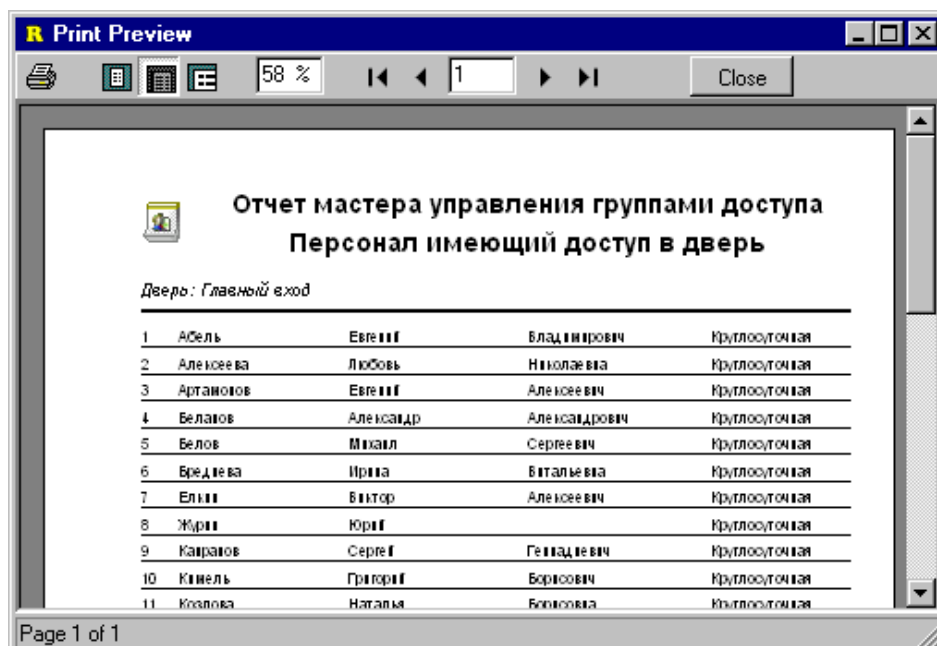 R Print Preview
58 % 1 Close
Отчет мастера управления группами доступа
Персонал имеющий доступ в дверь
Дверь: Главный вход
1 Абель Евгений Владимирович Круглосуточная
2 Алексеева Любовь Николаевна Круглосуточная
3 Артамонов Евгений Алексеевич Круглосуточная
4 Беланов Александр Александрович Круглосуточная
5 Белов Михаил Сергеевич Круглосуточная
6 Бреднева Ирина Витальевна Круглосуточная
7 Елкин Виктор Алексеевич Круглосуточная
8 Журин Юрий Круглосуточная
9 Сергей Геннадиевич Круглосуточная
10 Кимель Григорий Борисович Круглосуточная
11 Козлова Наталья Борисовна Круглосуточная
Page 1 of 1